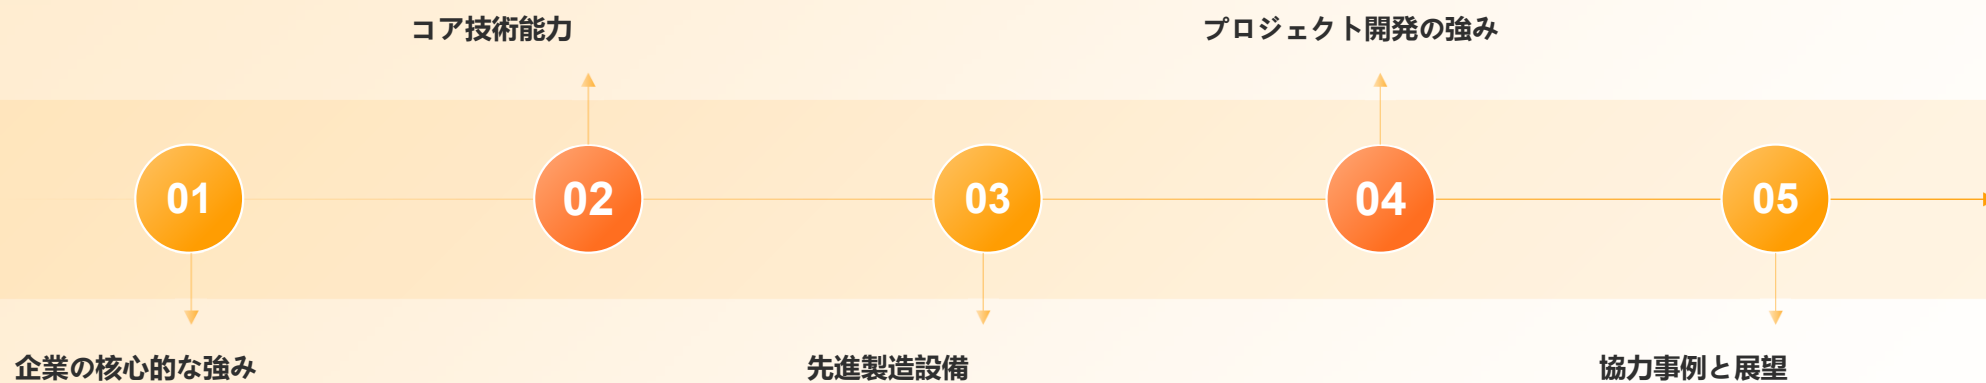 コア技術能力
プロジェクト開発の強み
01
02
03
04
05
企業の核心的な強み
先進製造設備
協力事例と展望